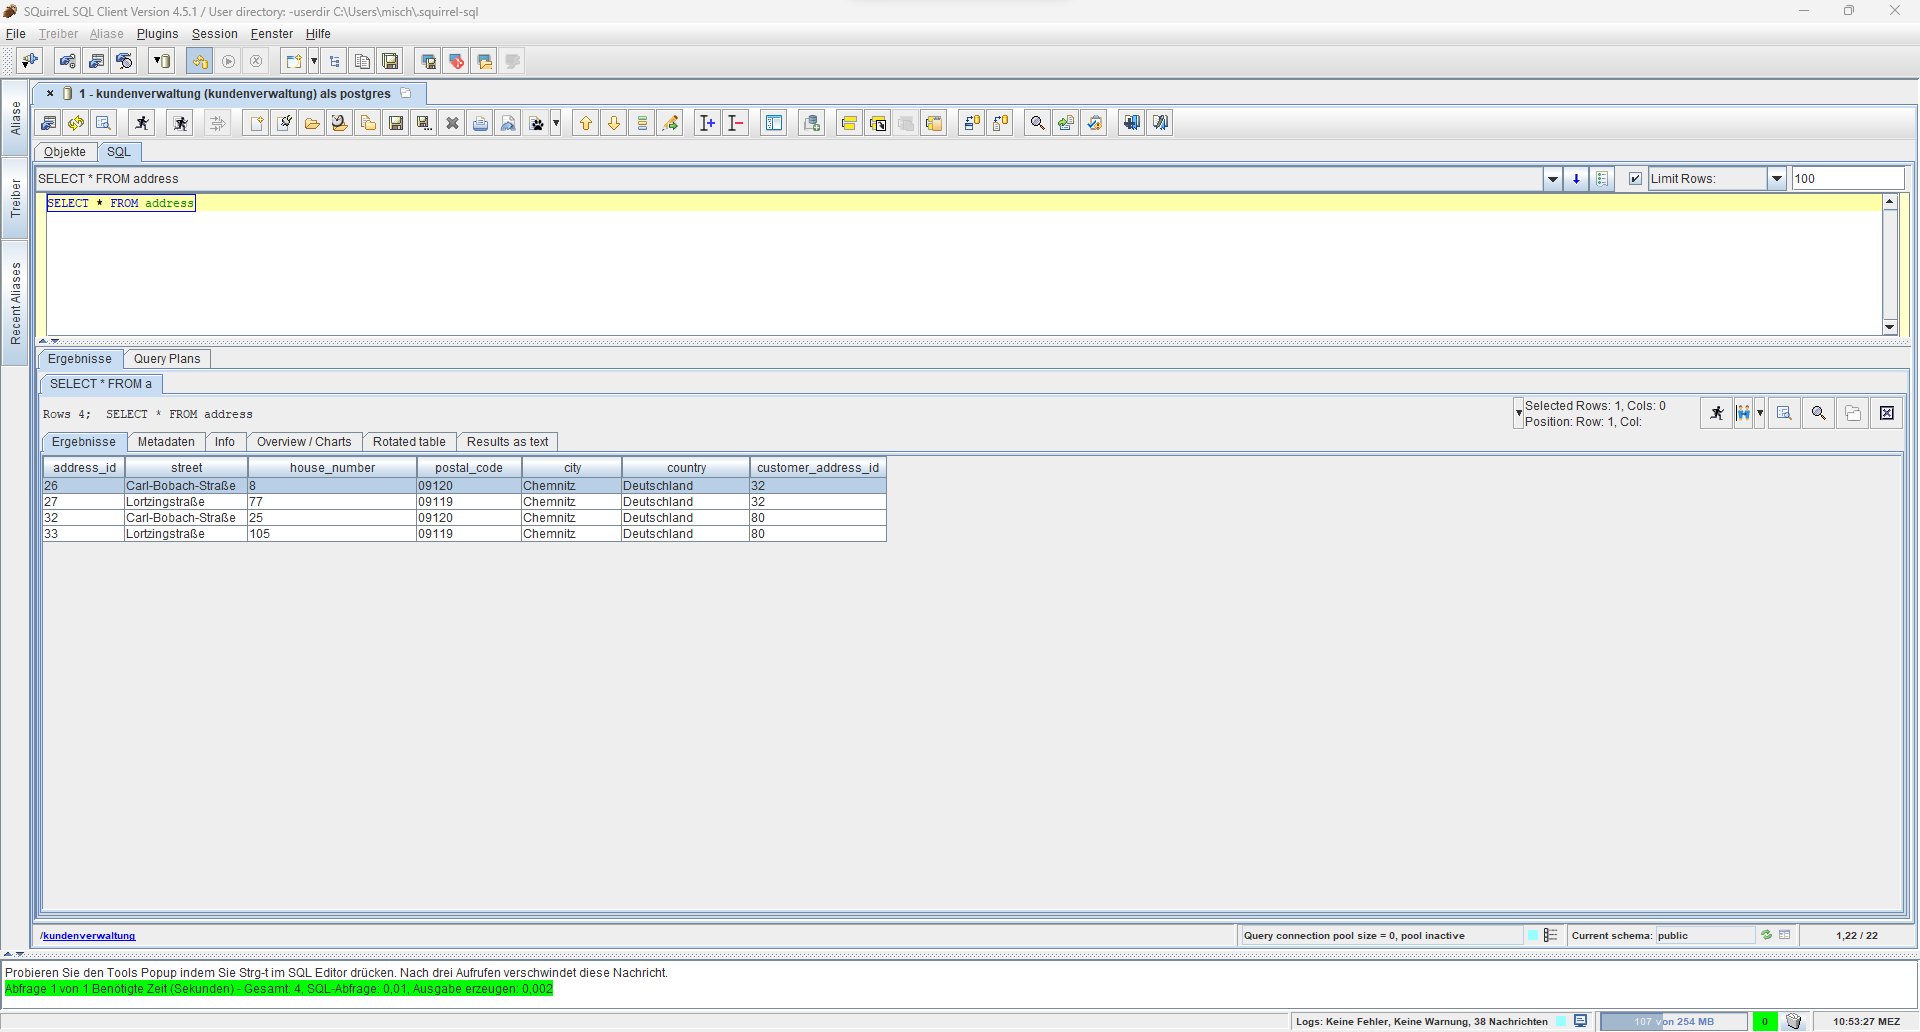 SQuirreL SQL Client Version 4.5.1 / User directory: -userdir C:\Users\misch\.squirrel-sql
File Treiber Aliase Plugins Session Fenster Hilfe
1 - kundenverwaltung (kundenverwaltung) als postgres
Aliase
Treiber
Recent Aliases
Objekte SQL
SELECT * FROM address
Limit Rows: 100
SELECT * FROM address
Ergebnisse Query Plans
SELECT * FROM a
Rows 4; SELECT * FROM address
Selected Rows: 1, Cols: 0
Position: Row: 1, Col:
Ergebnisse Metadaten Info Overview / Charts Rotated table Results as text
address_id street house_number postal_code city country customer_address_id
26 Carl-Bobach-Straße 8 09120 Chemnitz Deutschland 32
27 Lortzingstraße 77 09119 Chemnitz Deutschland 32
32 Carl-Bobach-Straße 25 09120 Chemnitz Deutschland 80
33 Lortzingstraße 105 09119 Chemnitz Deutschland 80
/kundenverwaltung
Query connection pool size = 0, pool inactive
Current schema: public
1,22 / 22
Probieren Sie den Tools Popup indem Sie Strg-t im SQL Editor drücken. Nach drei Aufrufen verschwindet diese Nachricht.
Abfrage 1 von 1 Benötigte Zeit (Sekunden) - Gesamt: 4, SQL-Abfrage: 0,01, Ausgabe erzeugen: 0,002
Logs: Keine Fehler, Keine Warnung, 38 Nachrichten
107 von 254 MB
0
10:53:27 MEZ